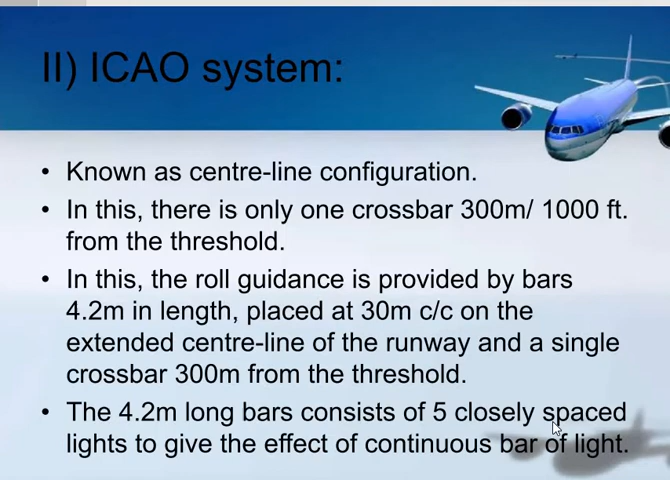 II) ICAO system:
• Known as centre-line configuration.
• In this, there is only one crossbar 300m/ 1000 ft.
from the threshold.
• In this, the roll guidance is provided by bars
4.2m in length, placed at 30m c/c on the
extended centre-line of the runway and a single
crossbar 300m from the threshold.
• The 4.2m long bars consists of 5 closely spaced
lights to give the effect of continuous bar of light.